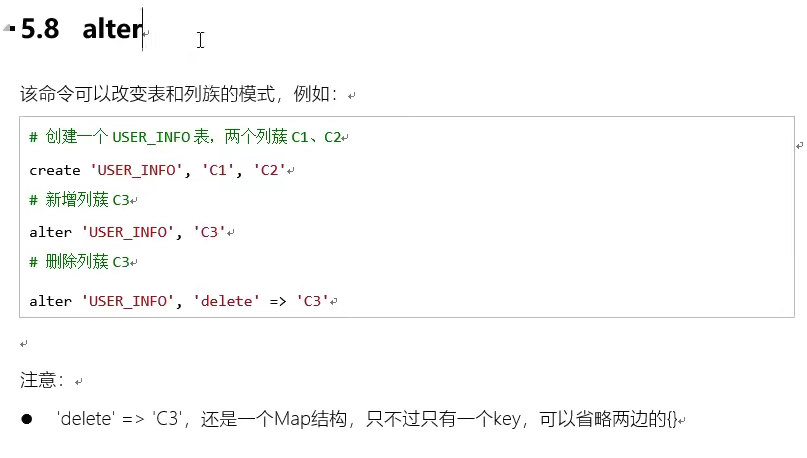 5.8 alter
该命令可以改变表和列族的模式，例如：
# 创建一个 USER_INFO 表，两个列簇 C1、C2
create 'USER_INFO', 'C1', 'C2'
# 新增列簇 C3
alter 'USER_INFO', 'C3'
# 删除列簇 C3
alter 'USER_INFO', 'delete' => 'C3'
注意：
● 'delete' => 'C3'，还是一个Map结构，只不过只有一个key，可以省略两边的{}